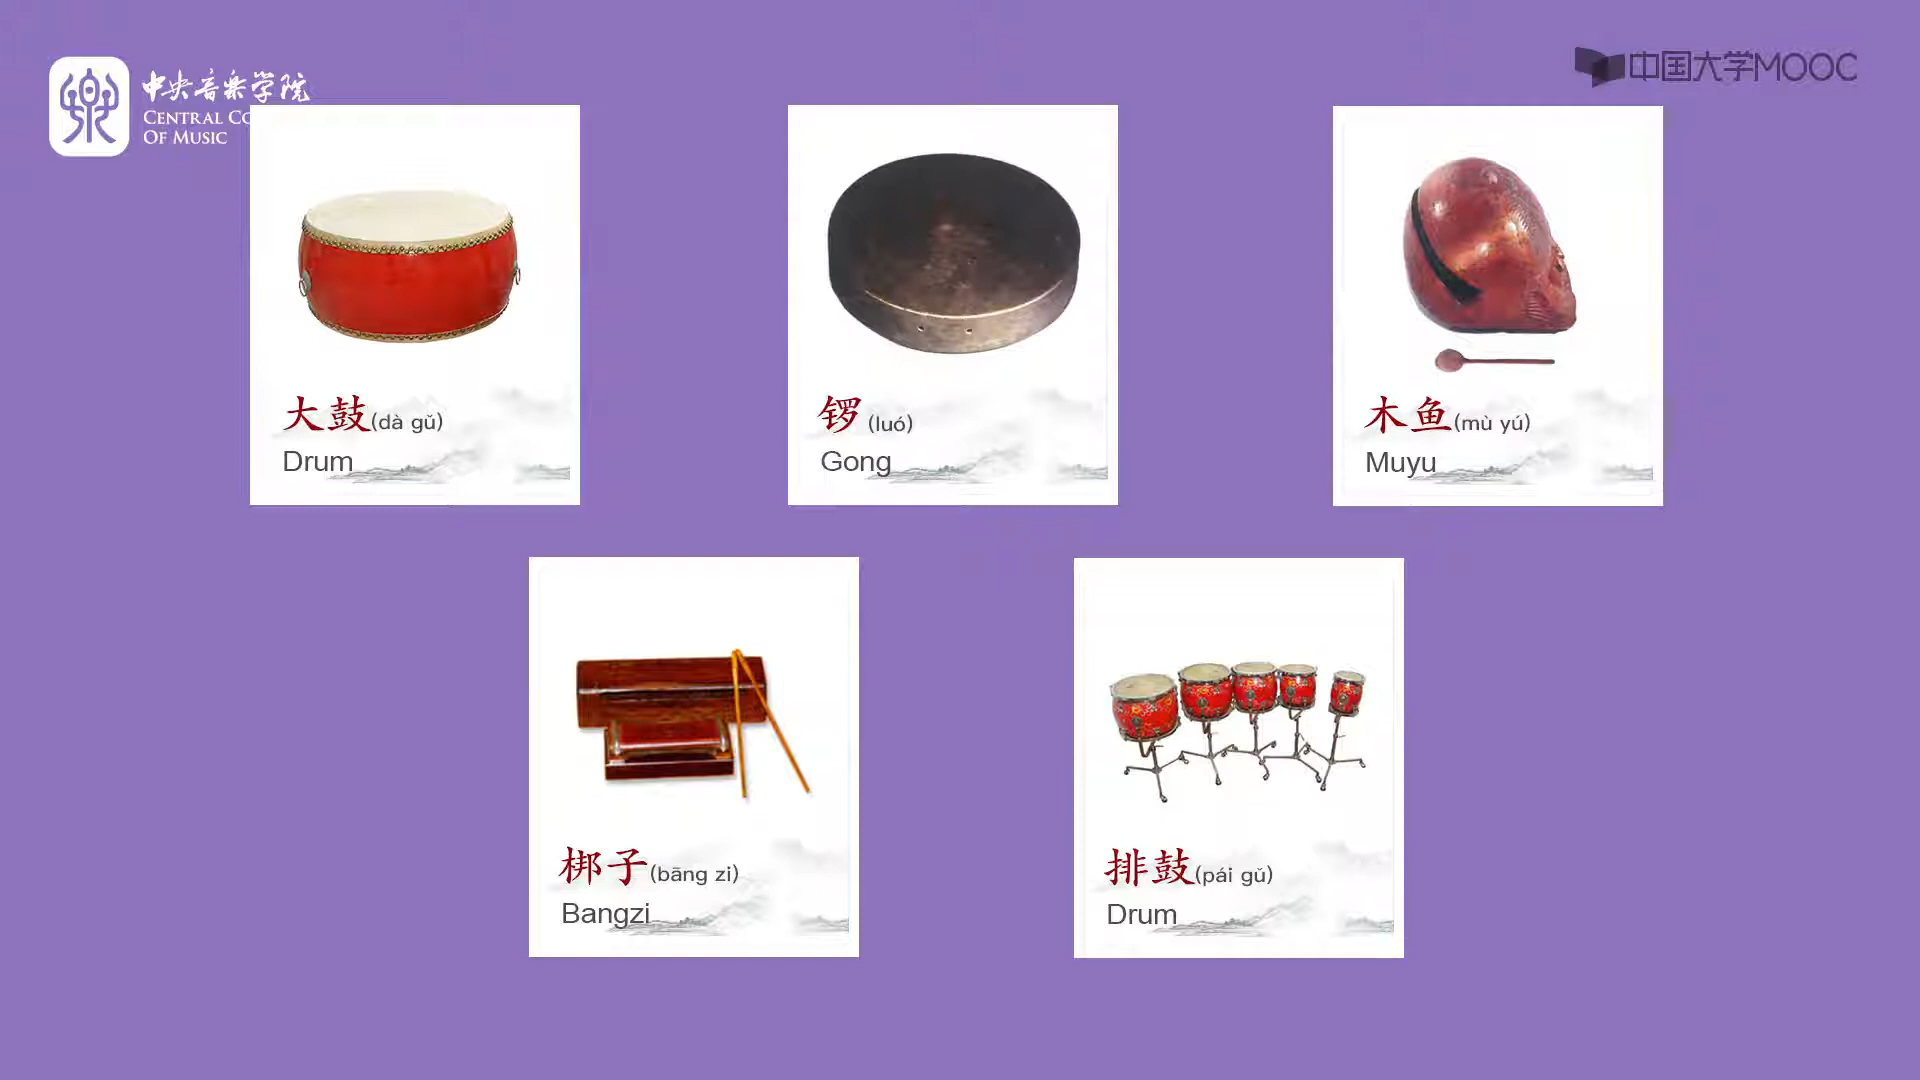 中央音乐学院
CENTRAL CO
OF MUSIC
中国大学MOOC
大鼓(dà gǔ)
Drum
锣(luó)
Gong
木鱼(mù yú)
Muyu
梆子(bāng zi)
Bangzi
排鼓(pái gǔ)
Drum